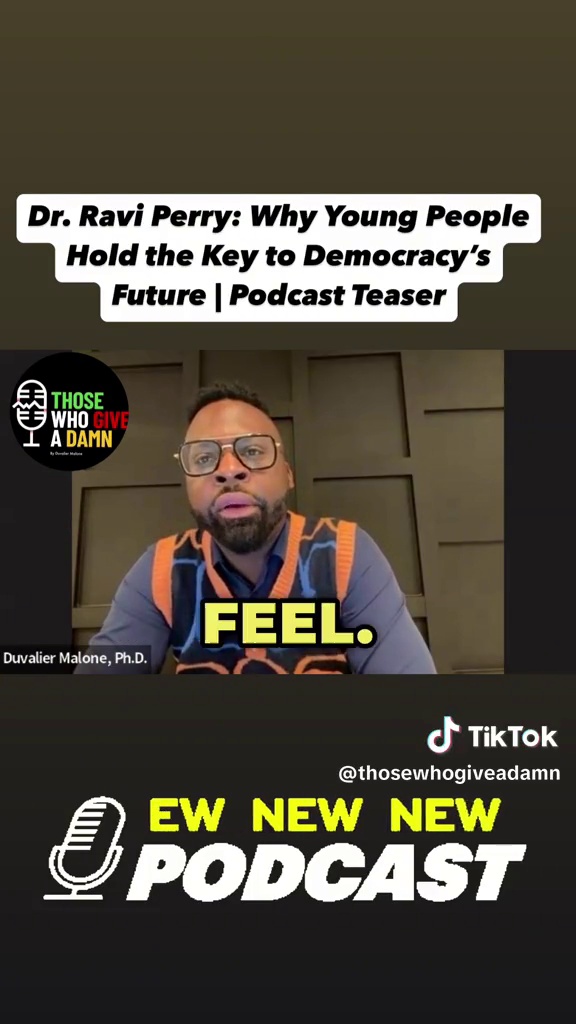 Dr. Ravi Perry: Why Young People
Hold the Key to Democracy's
Future | Podcast Teaser
THOSE
WHO GIVE
A DAMN
By Duvalier Malone
FEEL.
Duvalier Malone, Ph.D.
TikTok
@thosewhogiveadamn
EW NEW NEW
PODCAST